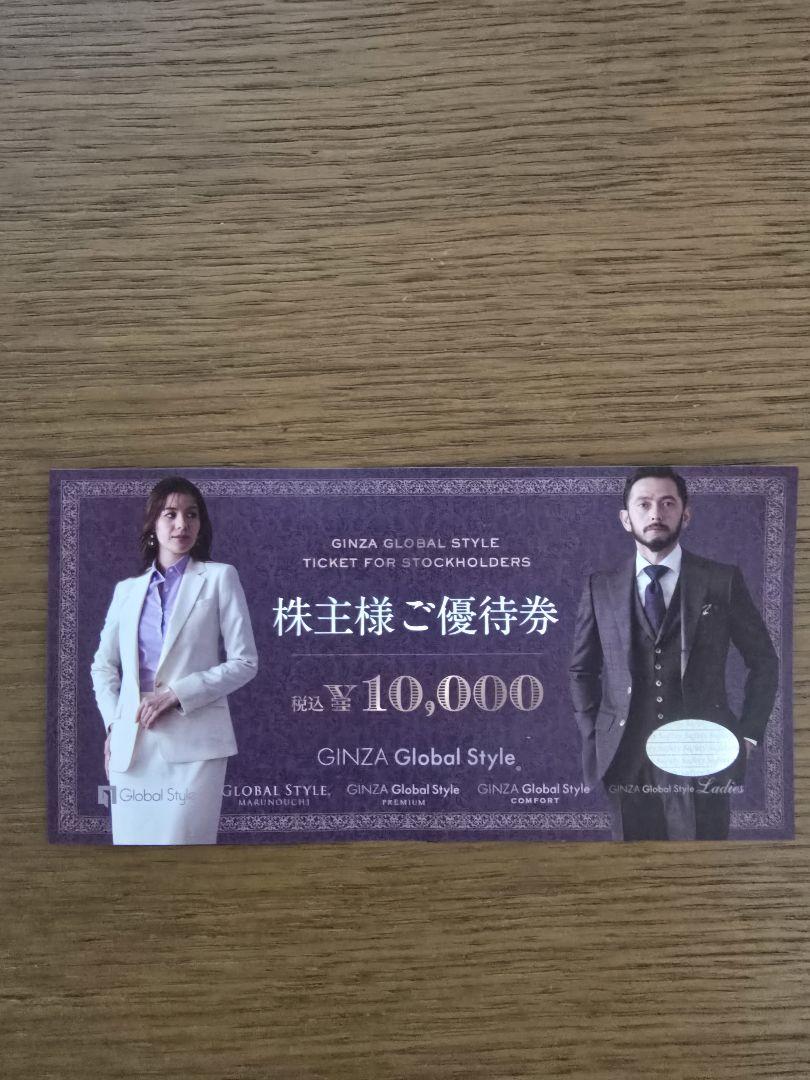 GINZA GLOBAL STYLE
TICKET FOR STOCKHOLDERS
株主様ご優待券
税込 ¥10,000
GINZA Global Style
Global Style
GLOBAL STYLE
MARUNOUCHI
GINZA Global Style
PREMIUM
GINZA Global Style
COMFORT
GINZA Global Style Ladies